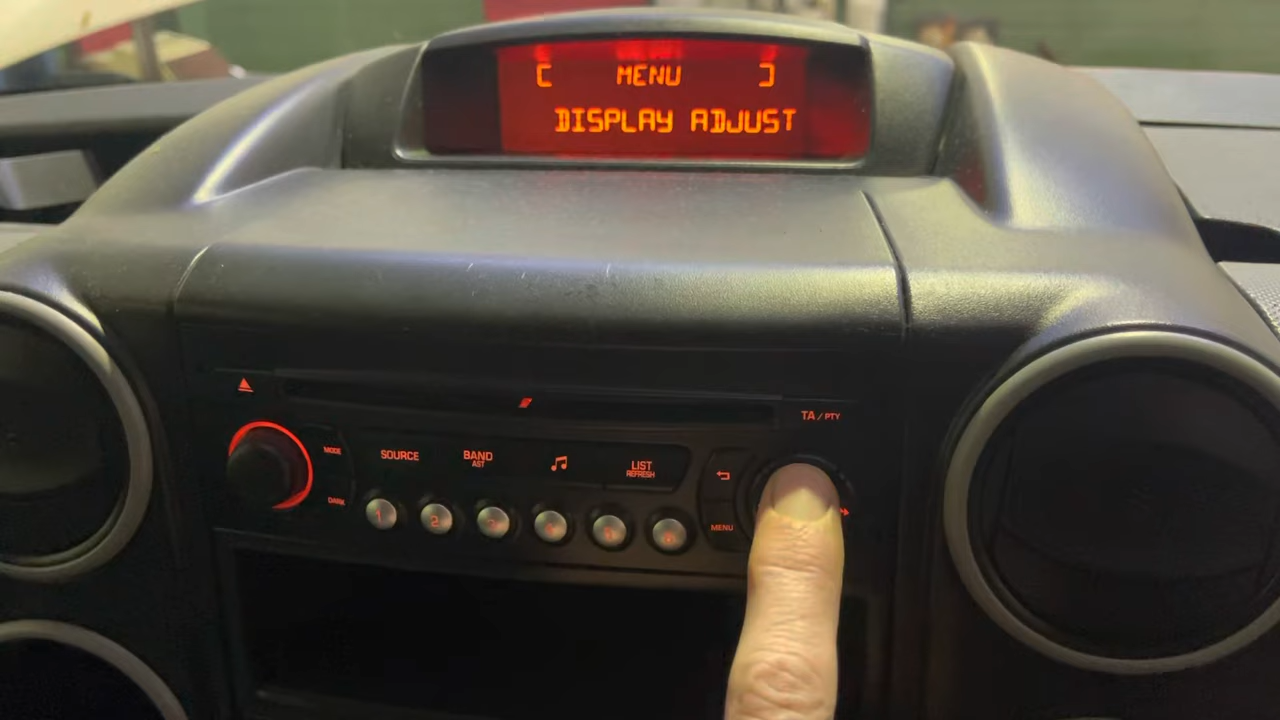 [ MENU ]
DISPLAY ADJUST
TA / PTY
MODE
SOURCE
BAND
AST
LIST
REFRESH
DARK
1 2 3 4 5 6
MENU